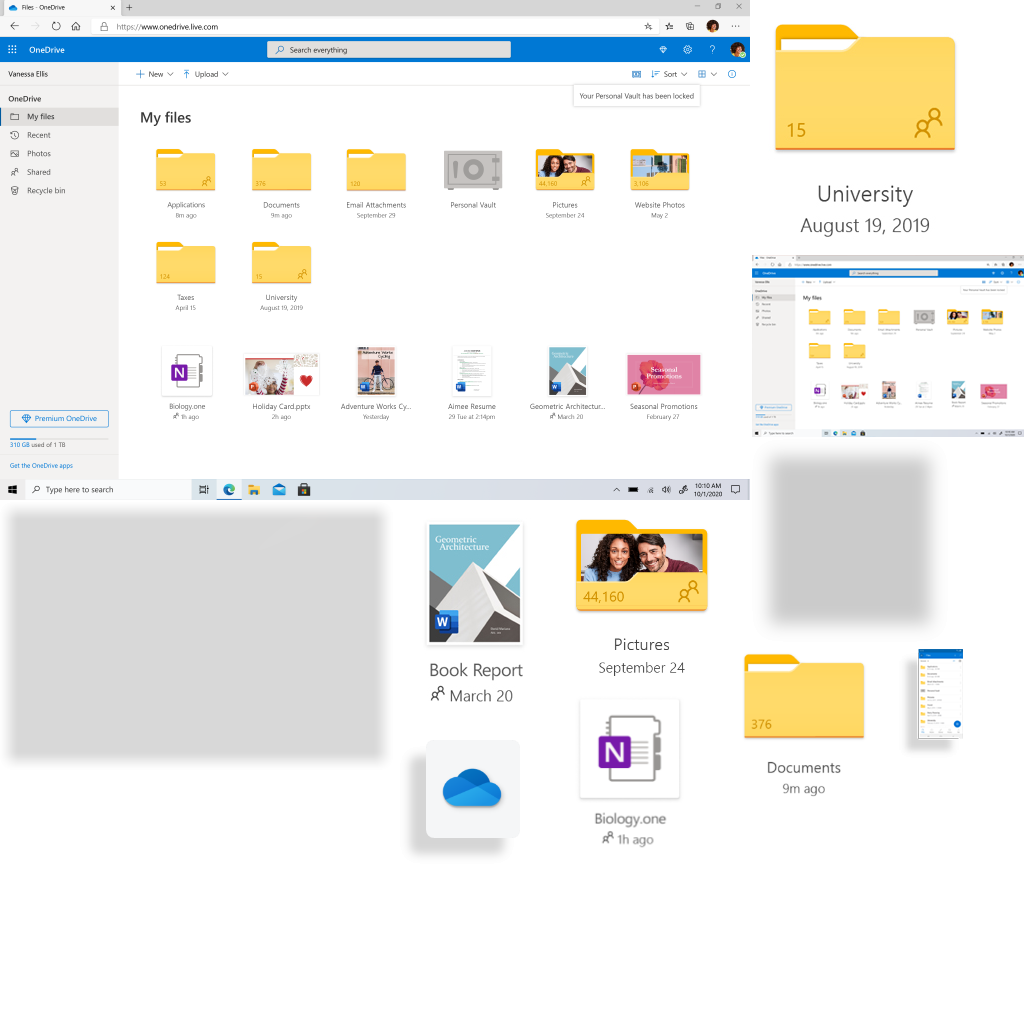 Files - OneDrive
https://www.onedrive.live.com
OneDrive
Search everything
Vanessa Ellis
New
Upload
Sort
Your Personal Vault has been locked
OneDrive
My files
Recent
Photos
Shared
Recycle bin
My files
53
376
120
44,160
3,106
Applications
Documents
Email Attachments
Personal Vault
Pictures
Website Photos
8m ago
9m ago
September 29
September 24
May 2
124
15
Taxes
University
April 15
August 19, 2019
Adventure Works
Cycling
Geometric
Architecture
Seasonal
Promotions
Biology.one
Holiday Card.pptx
Adventure Works Cy...
Aimee Resume
Geometric Architectur...
Seasonal Promotions
1h ago
2h ago
Yesterday
29 Tue at 2:14pm
March 20
February 27
Premium OneDrive
310 GB used of 1 TB
Get the OneDrive apps
Type here to search
10:10 AM
10/1/2020
15
University
August 19, 2019
OneDrive
My files
Geometric
Architecture
W
Book Report
March 20
44,160
Pictures
September 24
N
Biology.one
1h ago
376
Documents
9m ago